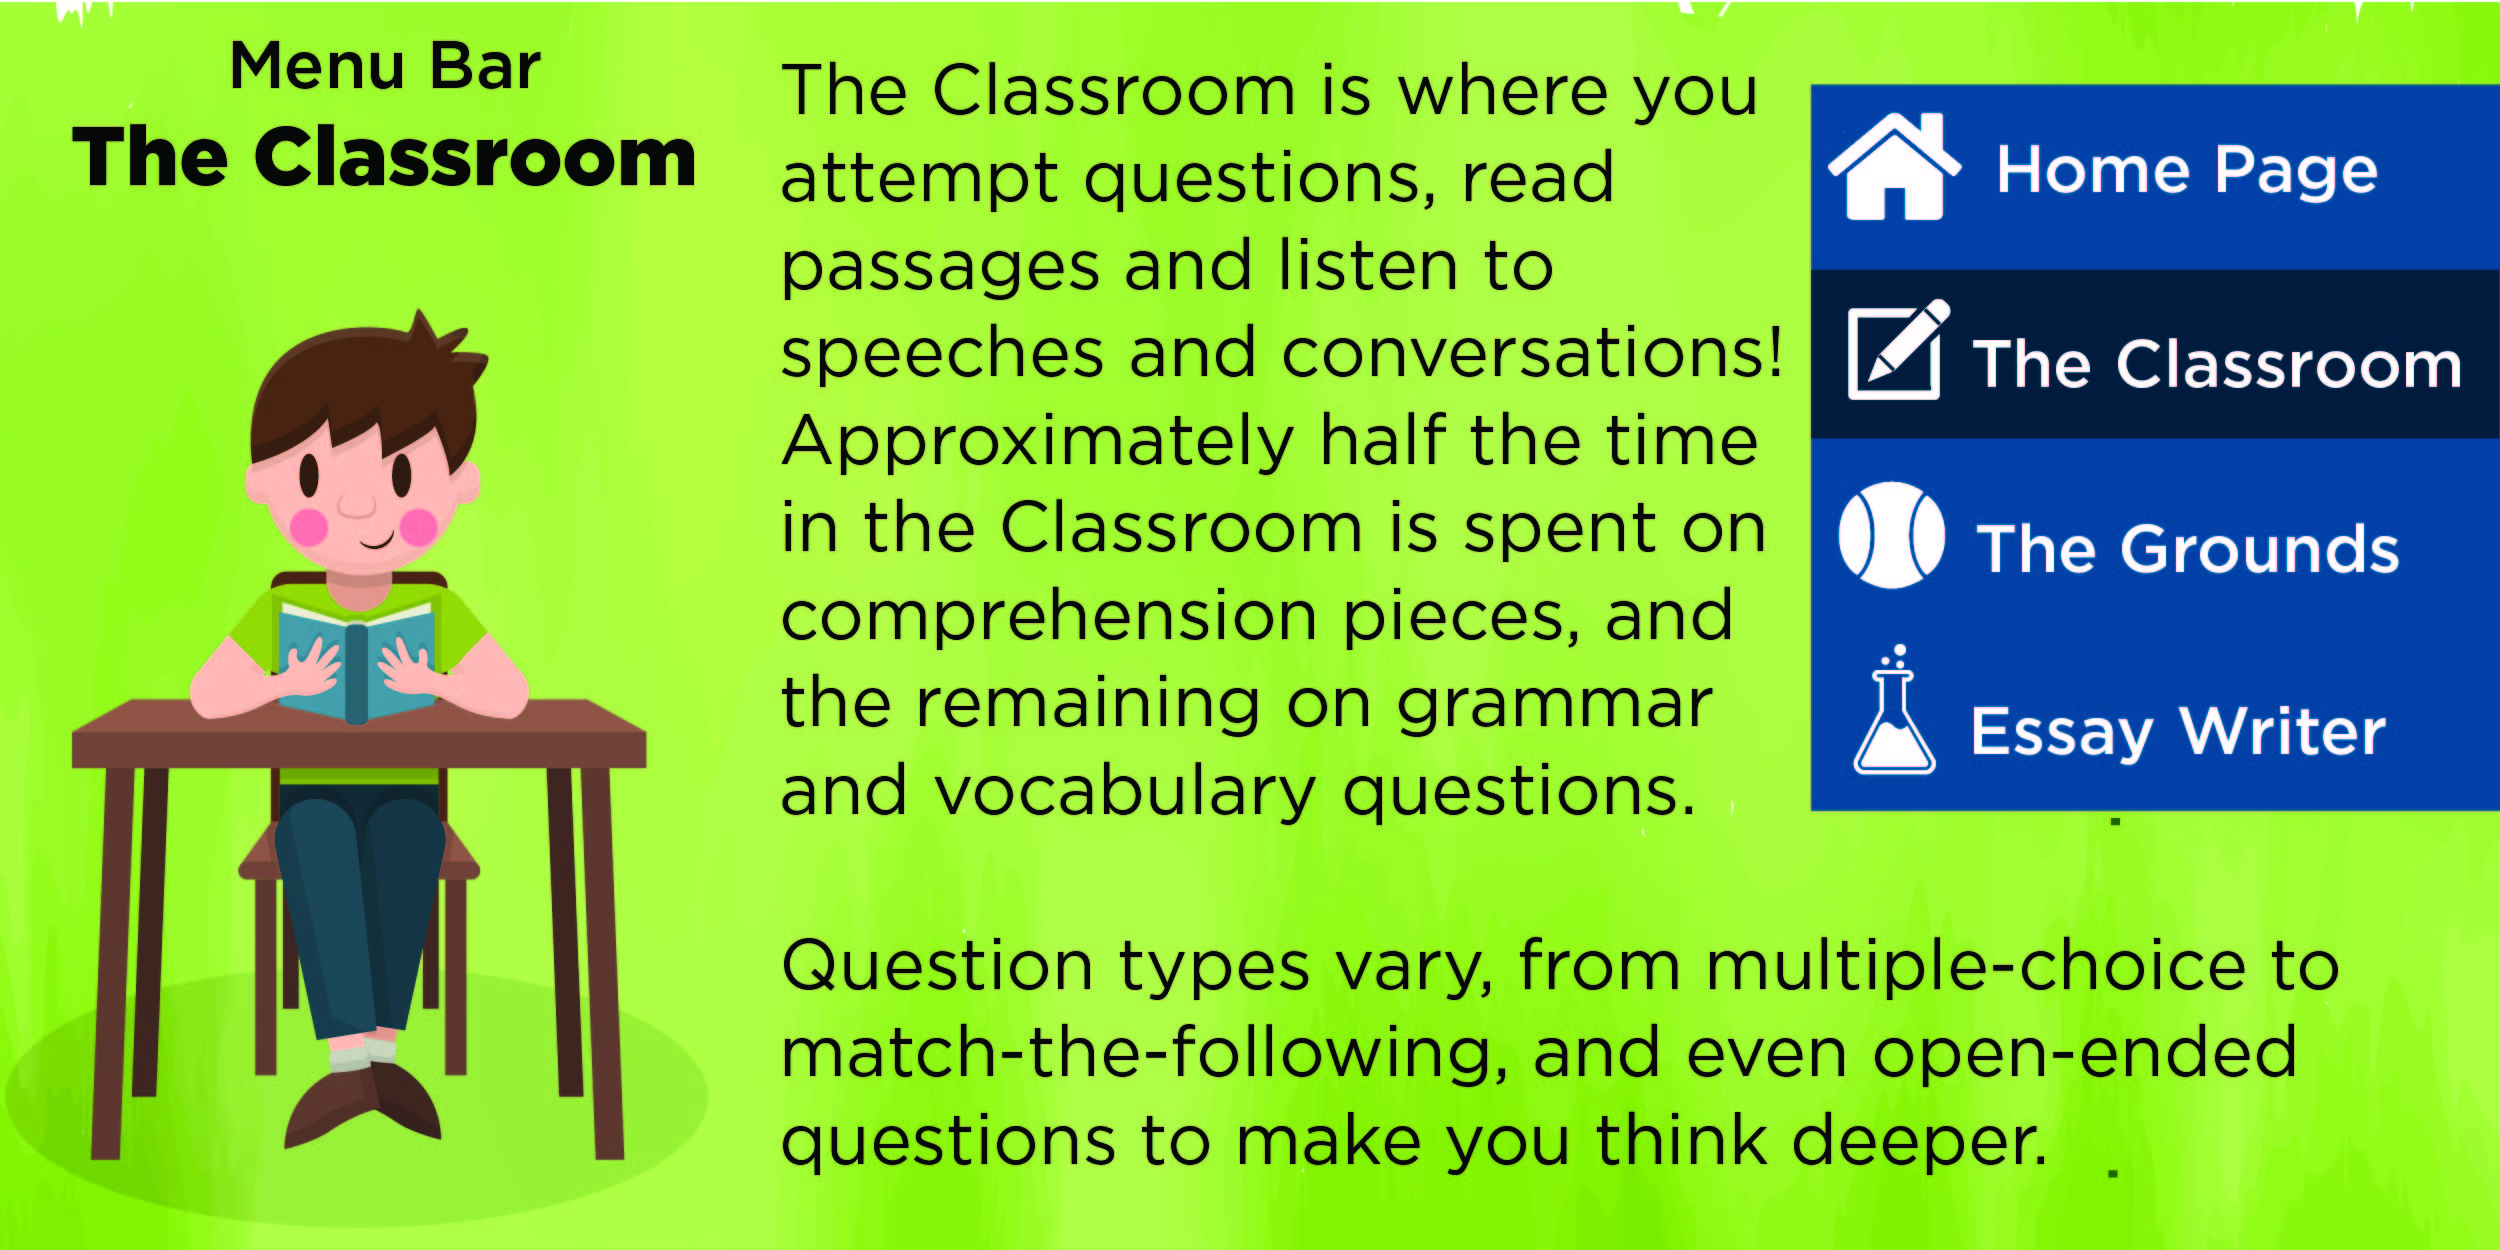 Menu Bar
The Classroom
The Classroom is where you
attempt questions, read
passages and listen to
speeches and conversations!
Approximately half the time
in the Classroom is spent on
comprehension pieces, and
the remaining on grammar
and vocabulary questions.
Question types vary, from multiple-choice to
match-the-following, and even open-ended
questions to make you think deeper.
Home Page
The Classroom
The Grounds
Essay Writer